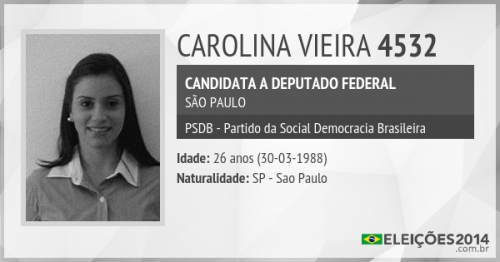 CAROLINA VIEIRA 4532
CANDIDATA A DEPUTADO FEDERAL
SÃO PAULO
PSDB - Partido da Social Democracia Brasileira
Idade: 26 anos (30-03-1988)
Naturalidade: SP - Sao Paulo
ELEIÇÕES2014
.com.br